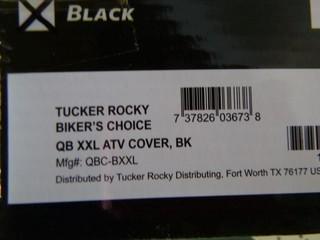 BLACK
TUCKER ROCKY
BIKER'S CHOICE
7 37826 03673 8
QB XXL ATV COVER, BK
Mfg#: QBC-BXXL
Distributed by Tucker Rocky Distributing, Fort Worth TX 76177 US